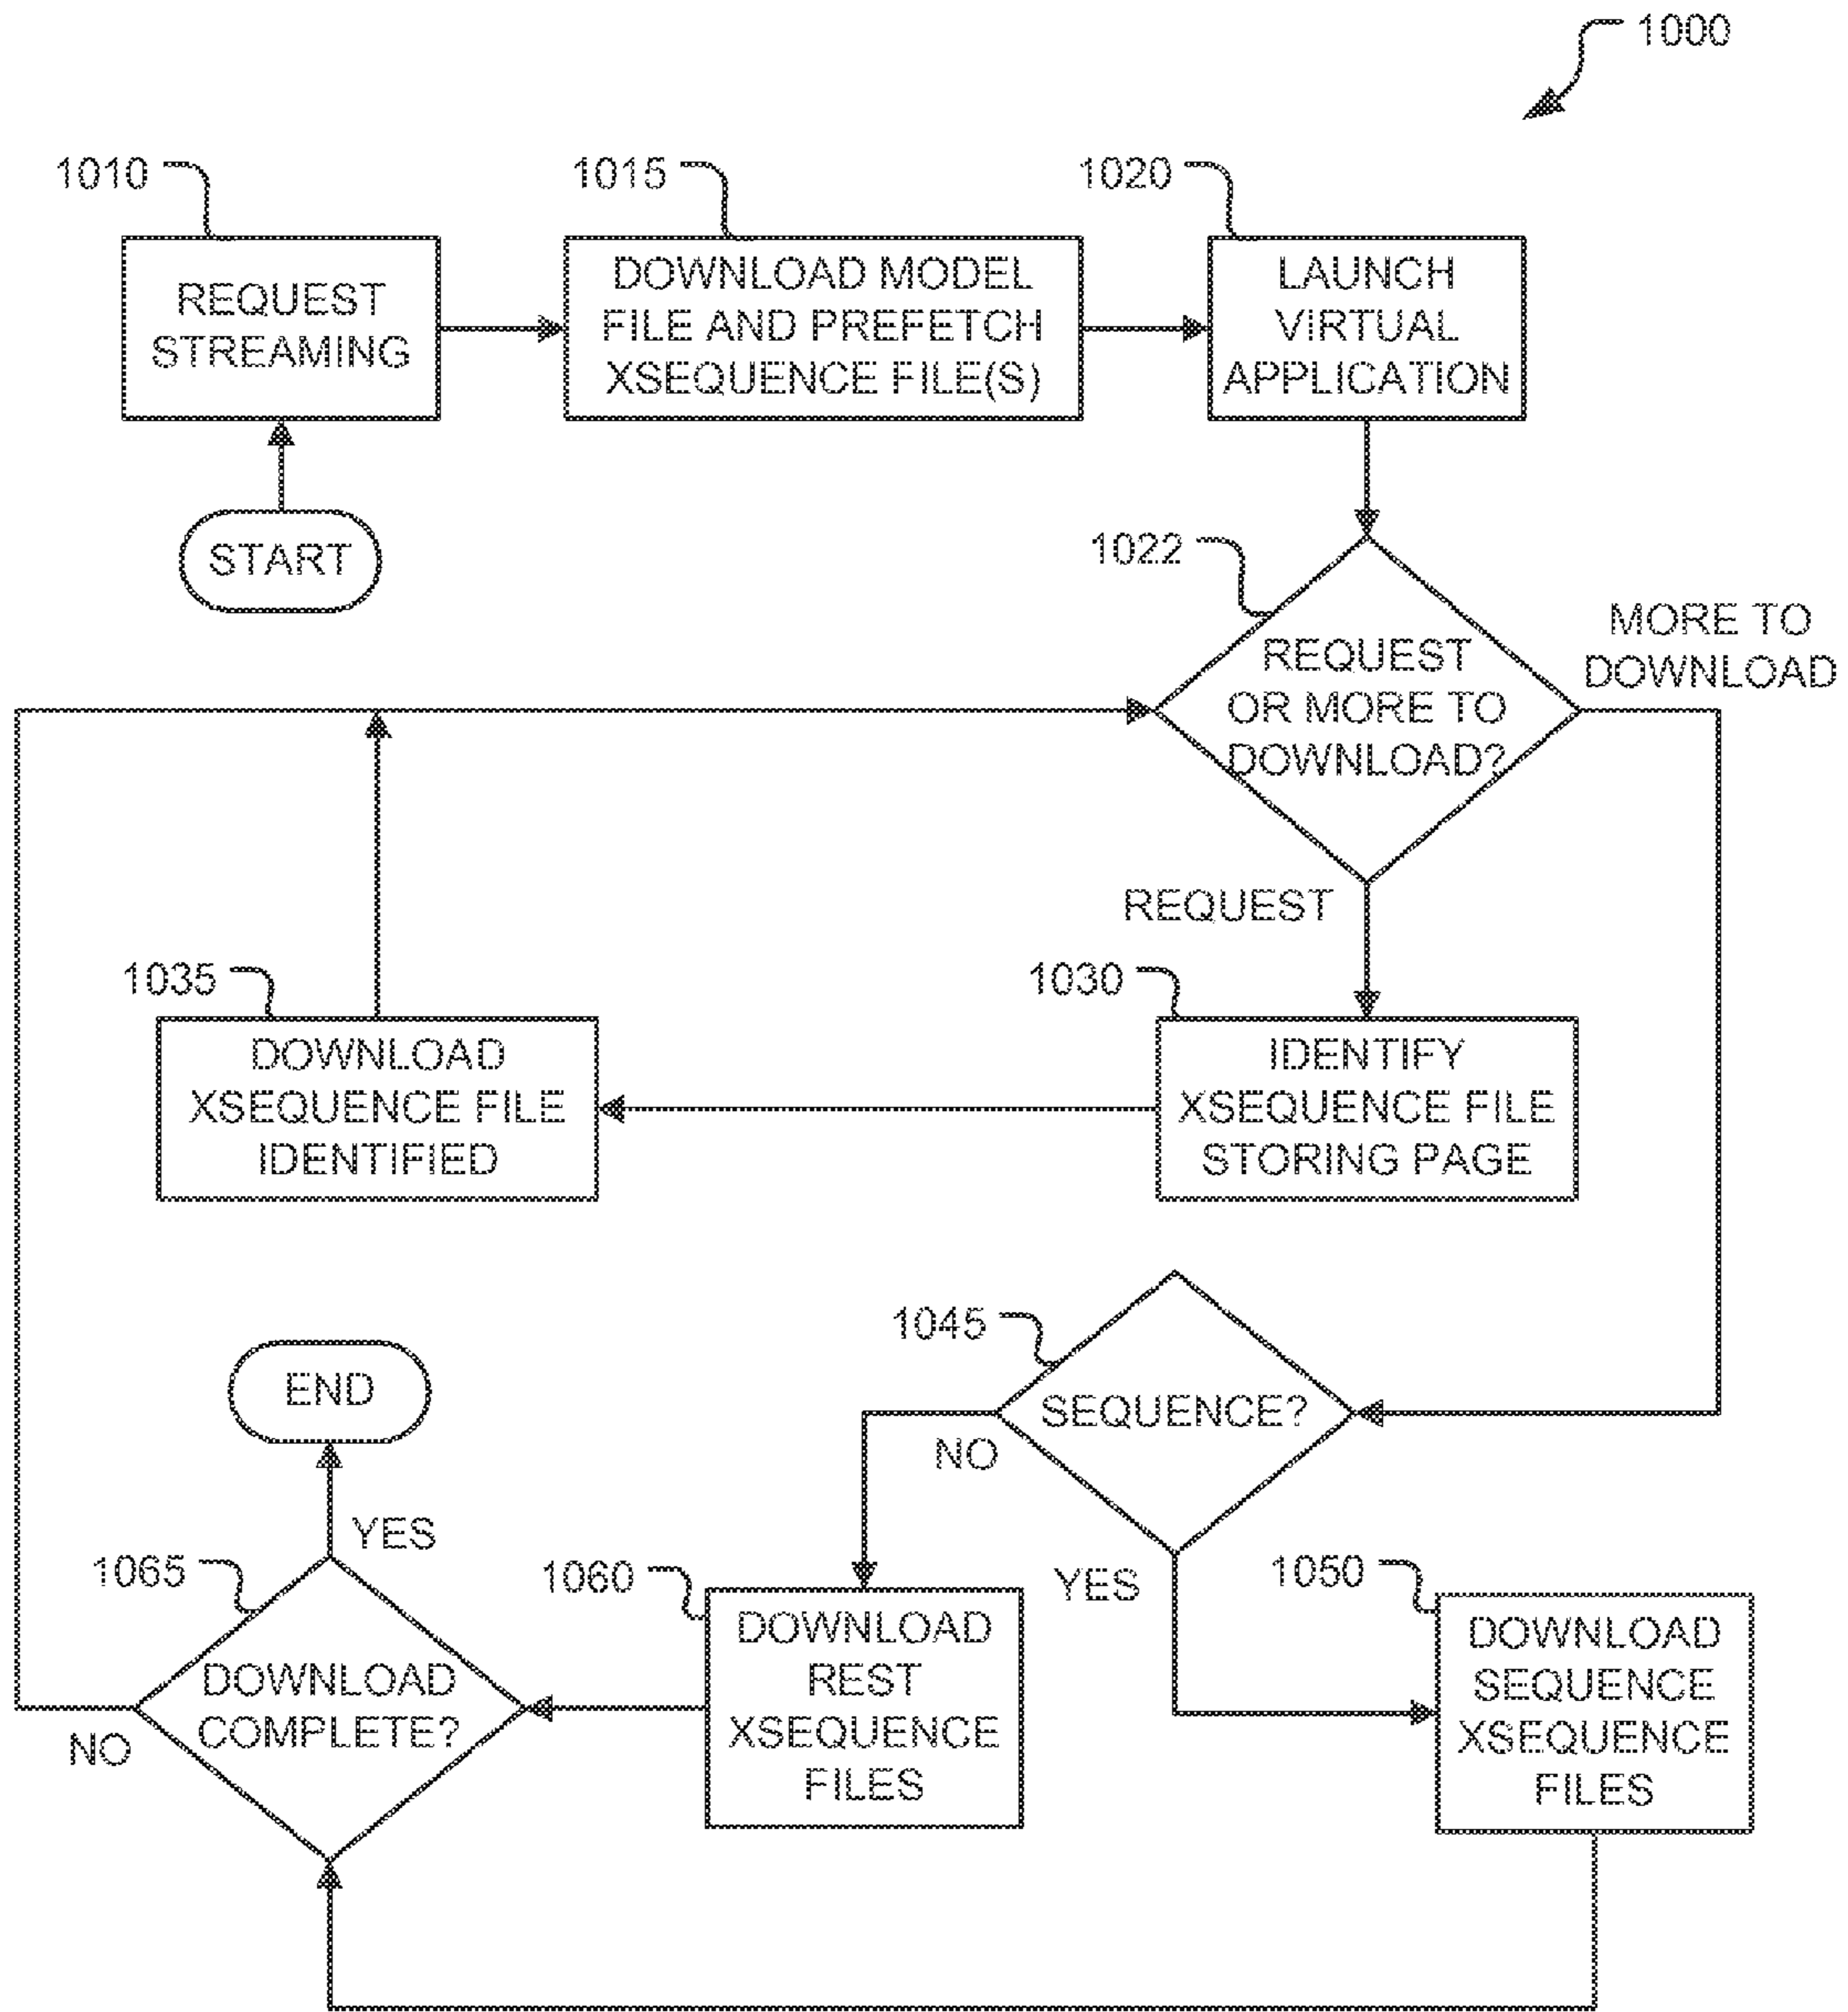 1000
1010
1015
1020
REQUEST
STREAMING
DOWNLOAD MODEL
FILE AND PREFETCH
XSEQUENCE FILE(S)
LAUNCH
VIRTUAL
APPLICATION
START
1022
REQUEST
OR MORE TO
DOWNLOAD?
MORE TO
DOWNLOAD
REQUEST
1035
1030
DOWNLOAD
XSEQUENCE FILE
IDENTIFIED
IDENTIFY
XSEQUENCE FILE
STORING PAGE
1045
SEQUENCE?
END
NO
YES
YES
1065
1060
1050
DOWNLOAD
COMPLETE?
NO
DOWNLOAD
REST
XSEQUENCE
FILES
DOWNLOAD
SEQUENCE
XSEQUENCE
FILES